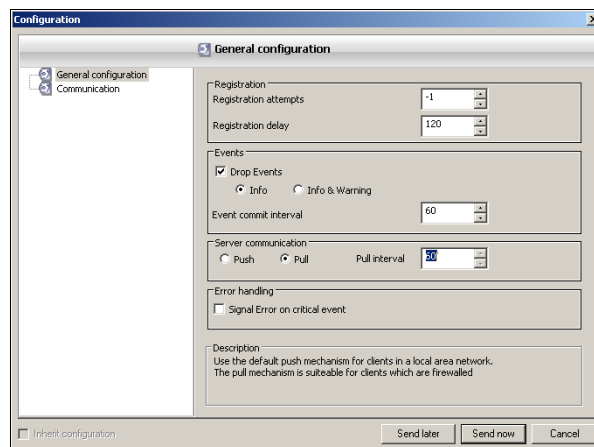 Configuration
General configuration
General configuration
Communication
Registration
Registration attempts
-1
Registration delay
120
Events
Drop Events
Info
Info & Warning
Event commit interval
60
Server communication
Push
Pull
Pull interval
60
Error handling
Signal Error on critical event
Description
Use the default push mechanism for clients in a local area network.
The pull mechanism is suiteable for clients which are firewalled
Inherit configuration
Send later
Send now
Cancel